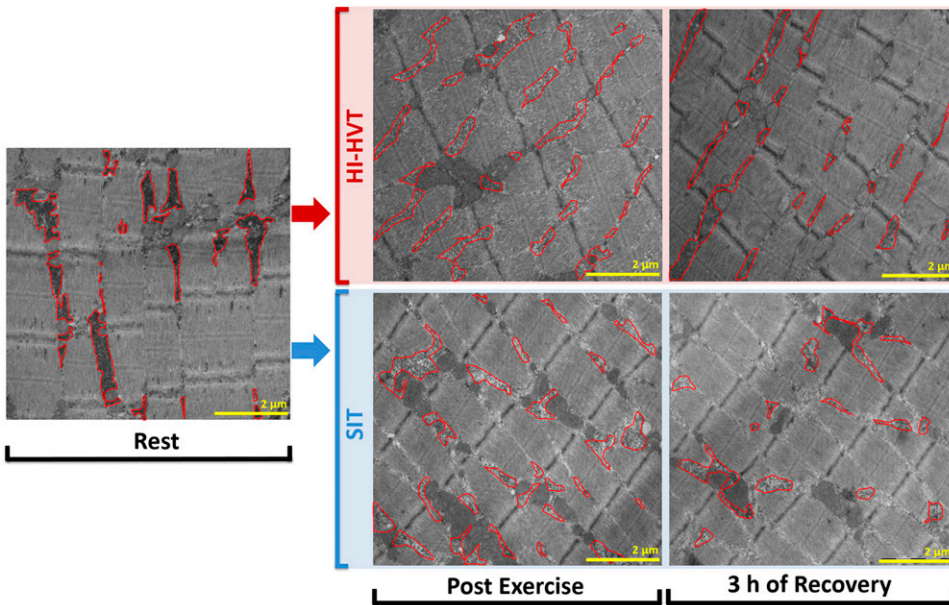 HI-HVT
2 µm
2 µm
2 µm
Rest
SIT
2 µm
2 µm
Post Exercise
3 h of Recovery